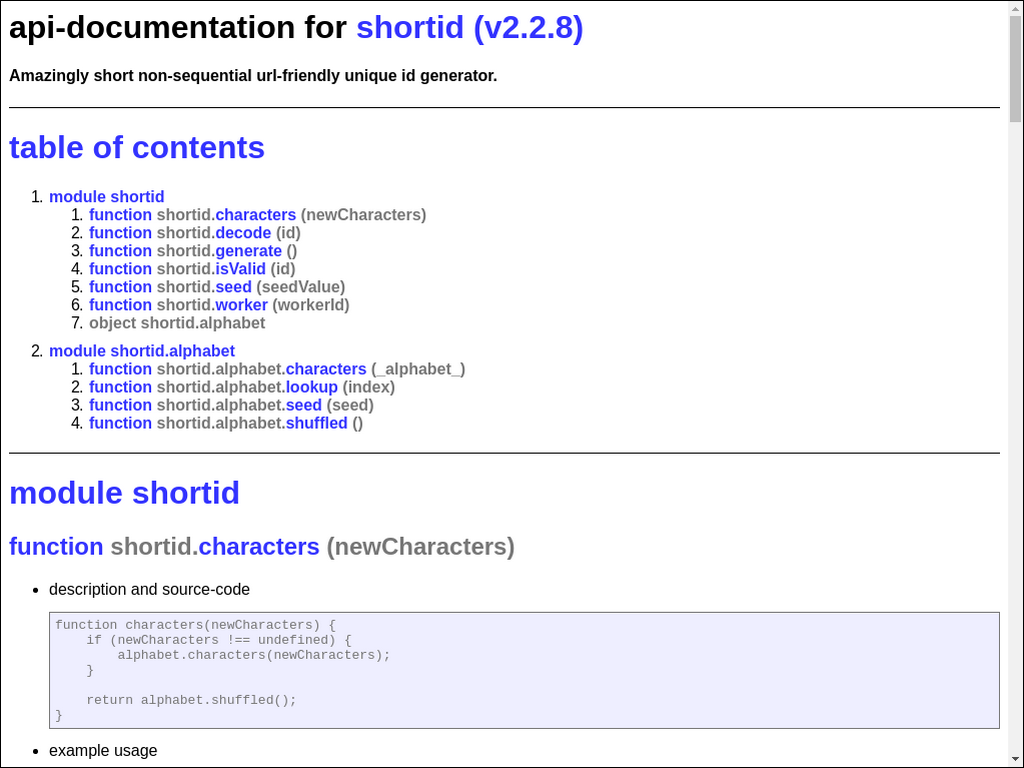 api-documentation for shortid (v2.2.8)
Amazingly short non-sequential url-friendly unique id generator.
table of contents
1. module shortid
1. function shortid.characters (newCharacters)
2. function shortid.decode (id)
3. function shortid.generate ()
4. function shortid.isValid (id)
5. function shortid.seed (seedValue)
6. function shortid.worker (workerId)
7. object shortid.alphabet
2. module shortid.alphabet
1. function shortid.alphabet.characters (_alphabet_)
2. function shortid.alphabet.lookup (index)
3. function shortid.alphabet.seed (seed)
4. function shortid.alphabet.shuffled ()
module shortid
function shortid.characters (newCharacters)
• description and source-code
function characters(newCharacters) {
    if (newCharacters !== undefined) {
        alphabet.characters(newCharacters);
    }
    return alphabet.shuffled();
}
• example usage